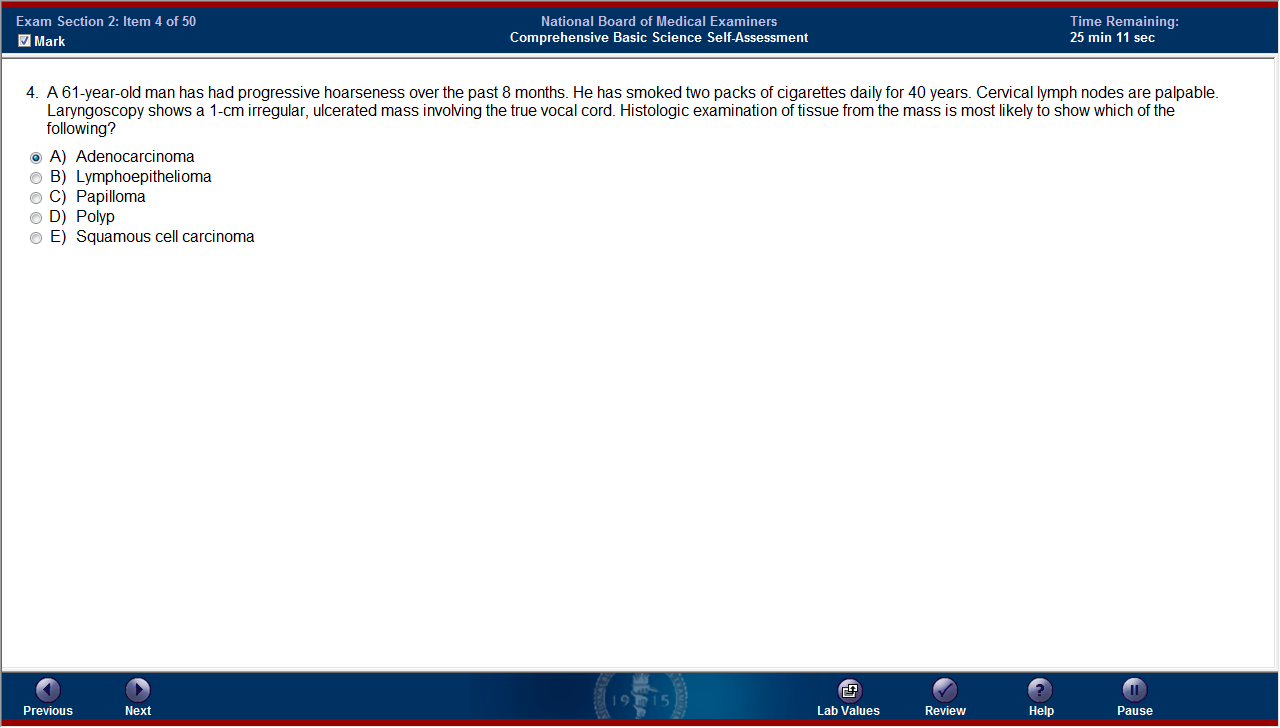 Exam Section 2: Item 4 of 50
Mark
National Board of Medical Examiners
Comprehensive Basic Science Self-Assessment
Time Remaining:
25 min 11 sec
4. A 61-year-old man has had progressive hoarseness over the past 8 months. He has smoked two packs of cigarettes daily for 40 years. Cervical lymph nodes are palpable.
Laryngoscopy shows a 1-cm irregular, ulcerated mass involving the true vocal cord. Histologic examination of tissue from the mass is most likely to show which of the
following?
A) Adenocarcinoma
B) Lymphoepithelioma
C) Papilloma
D) Polyp
E) Squamous cell carcinoma
Previous
Next
19 15
Lab Values
Review
Help
Pause